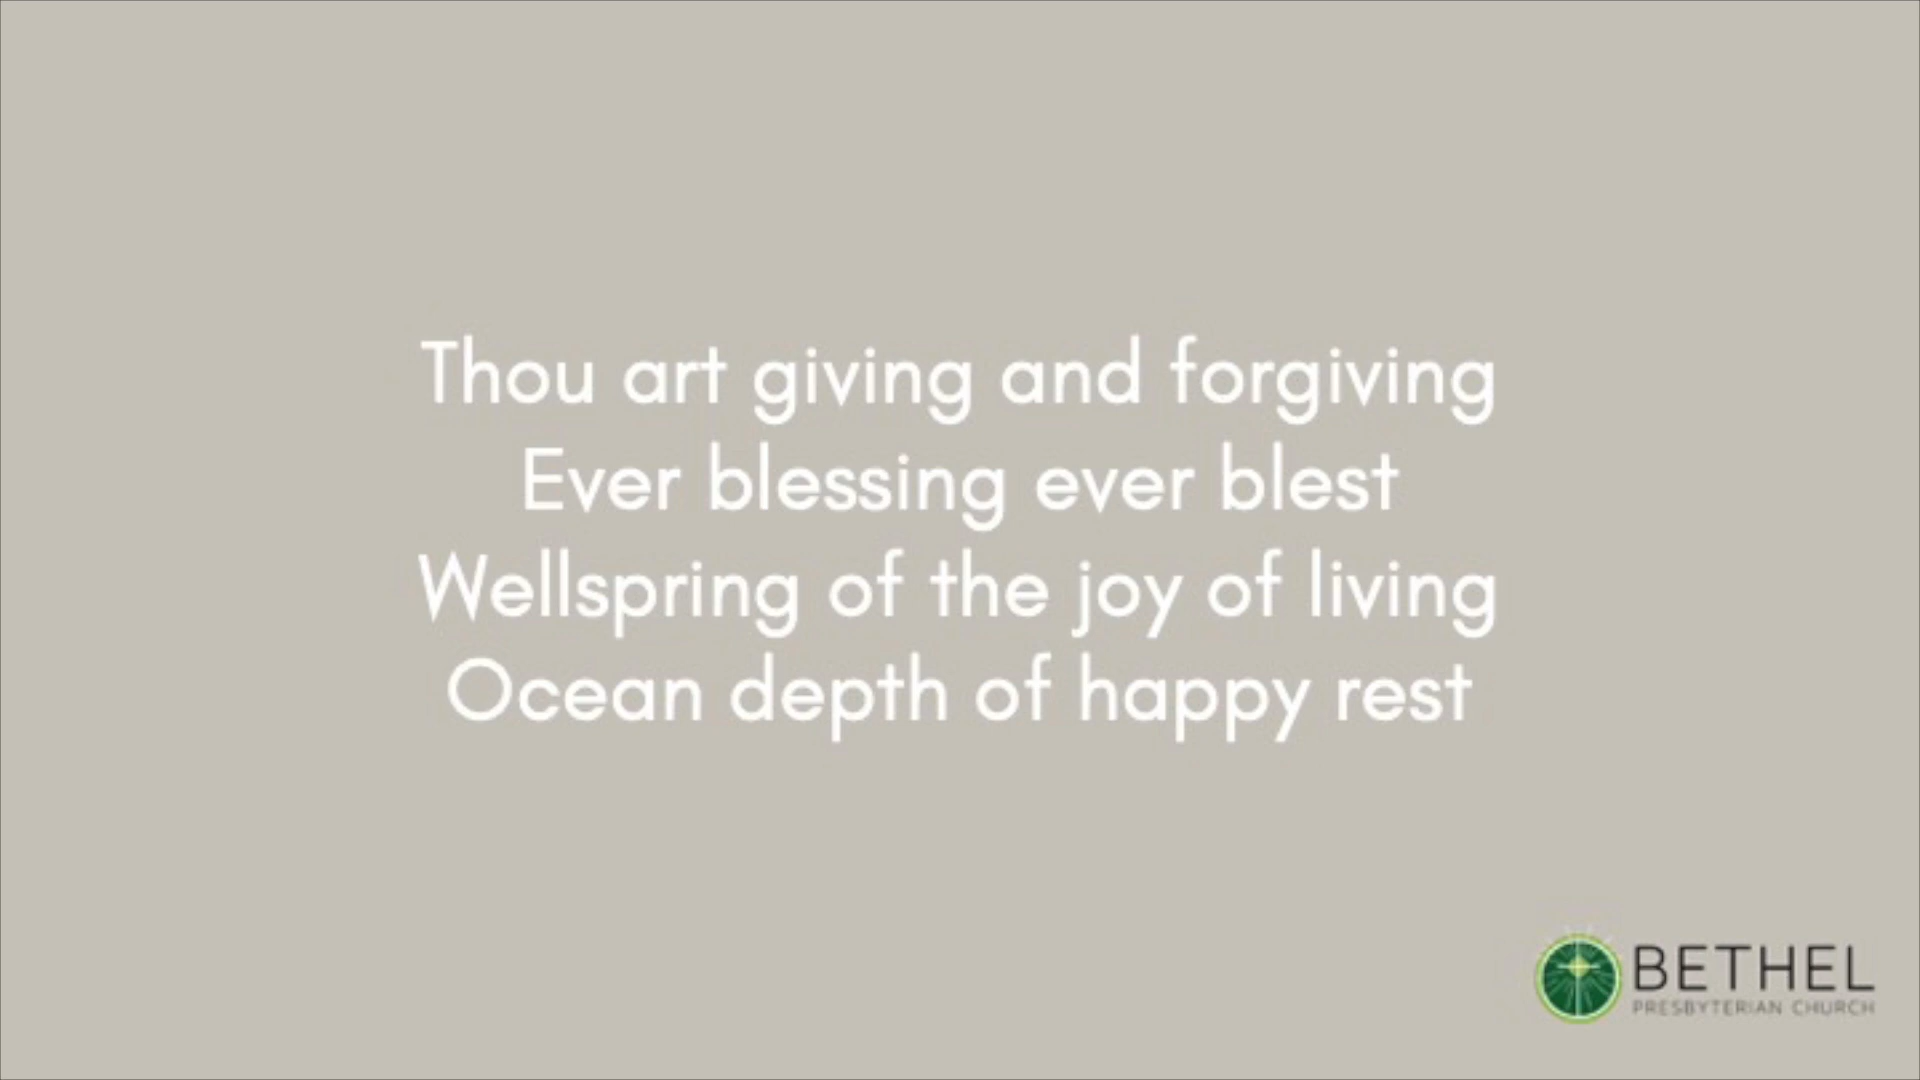 Thou art giving and forgiving
Ever blessing ever blest
Wellspring of the joy of living
Ocean depth of happy rest
BETHEL
PRESBYTERIAN CHURCH